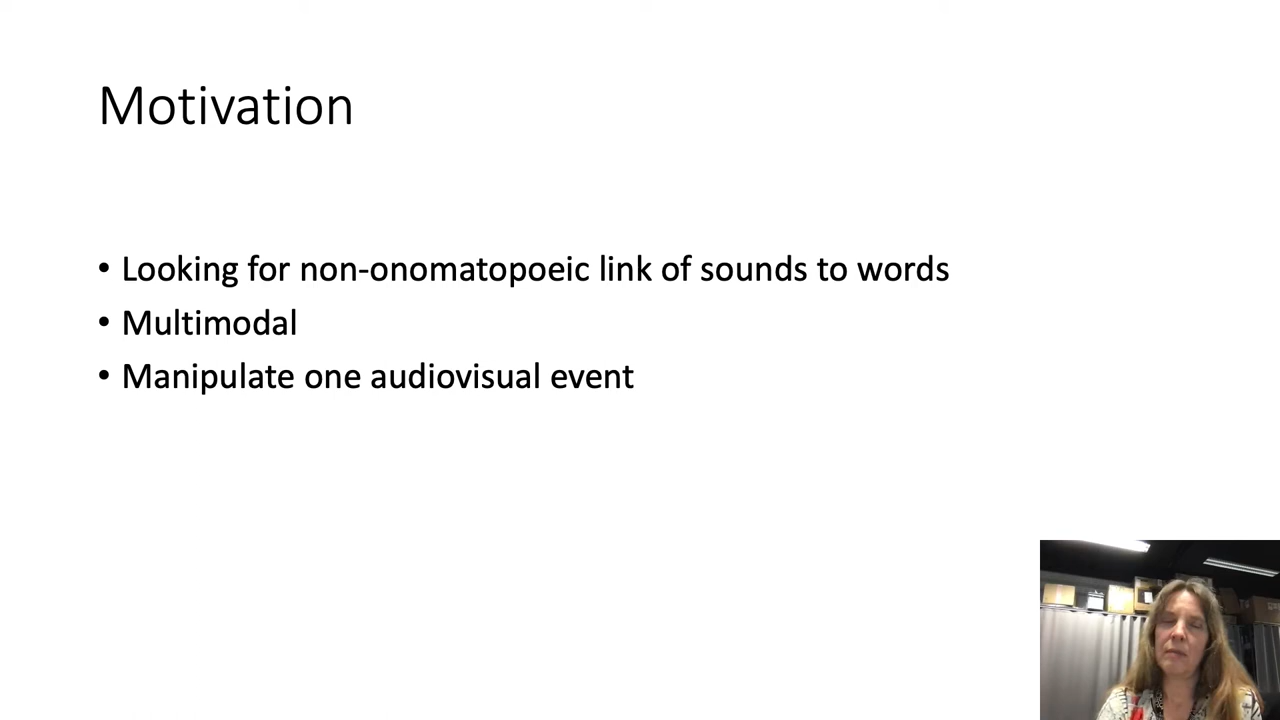 Motivation
• Looking for non-onomatopoeic link of sounds to words
• Multimodal
• Manipulate one audiovisual event